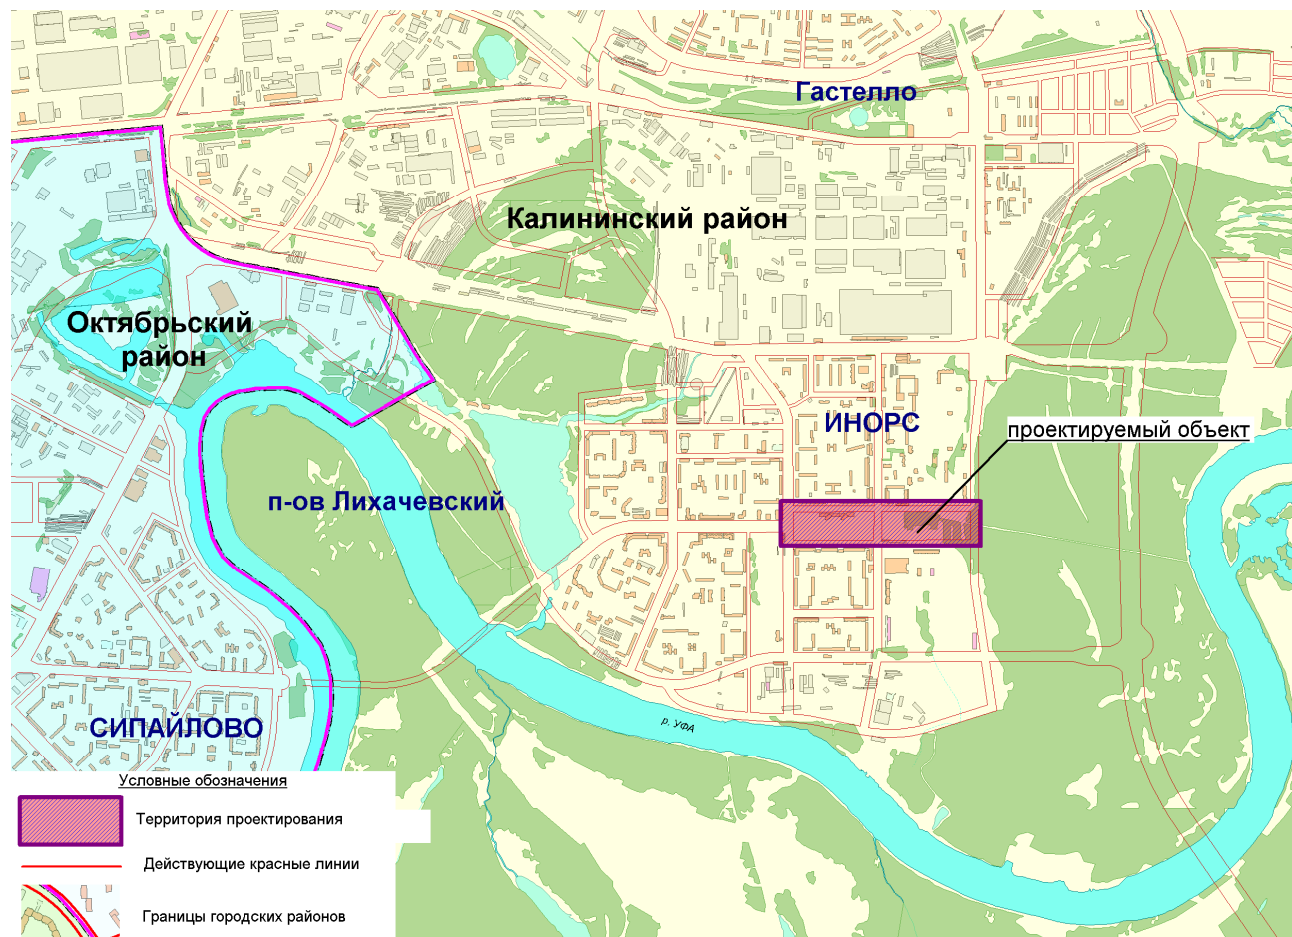 Гастелло
Калининский район
Октябрьский
район
ИНОРС
проектируемый объект
п-ов Лихачевский
р. УФА
СИПАЙЛОВО
Условные обозначения
Территория проектирования
Действующие красные линии
Границы городских районов